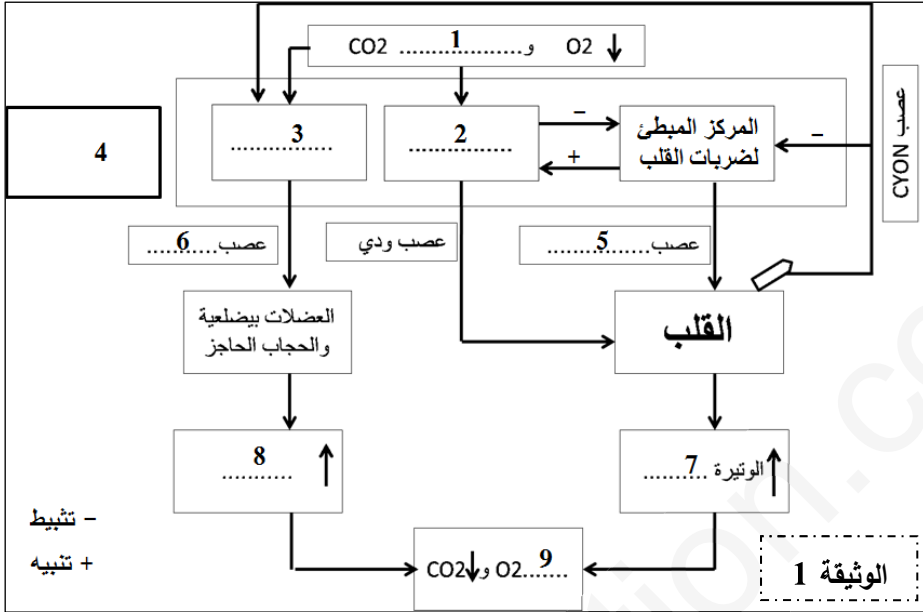 ↓ O2 و...1... CO2
عصب CYON
المركز المبطئ
لضربات القلب
–
+
–
2
...........
3
...........
4
عصب......5......
عصب ودي
عصب......6......
القلب
العضلات بيضلعية
والحجاب الحاجز
↑ الوتيرة ...7...
↑ 8
...........
CO2↓ و O2......9
– تثبيط
+ تنبيه
الوثيقة 1